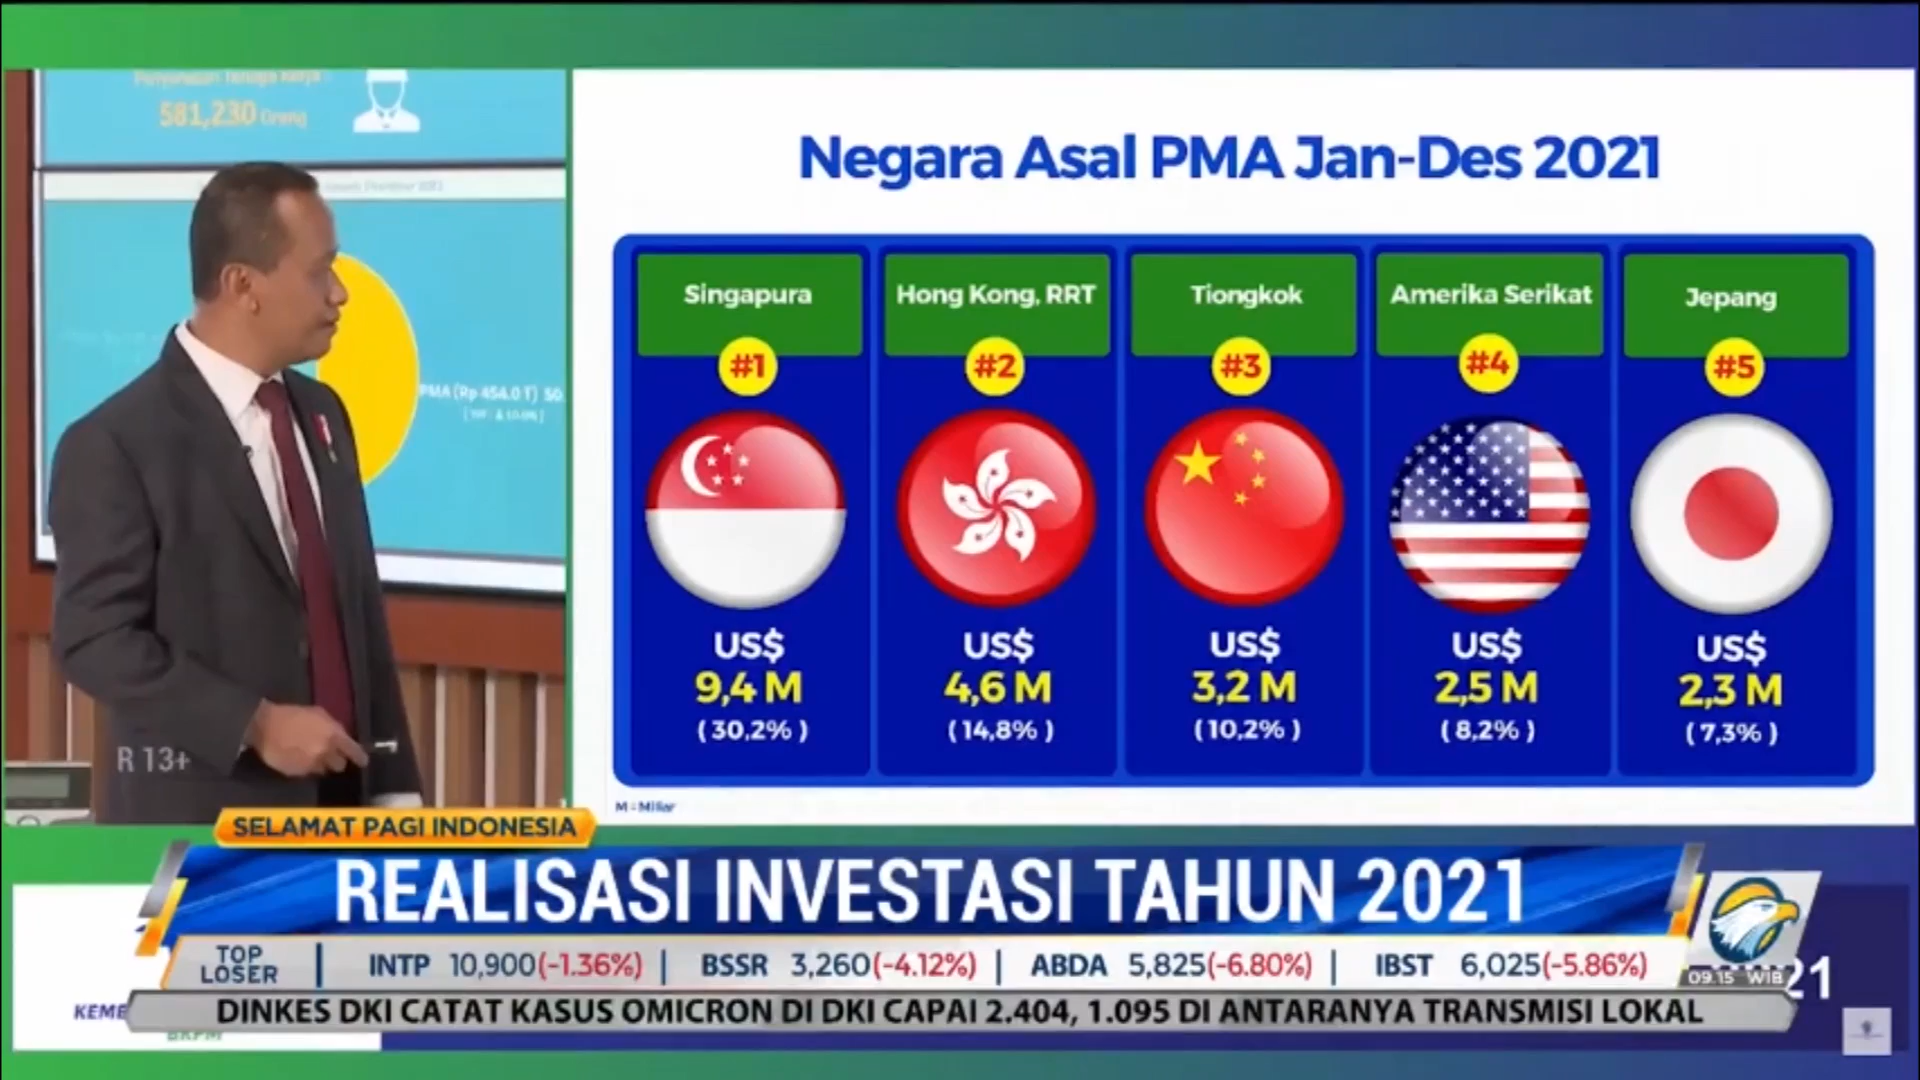 581,230 Orang
PMA (Rp 454.0 T) 50.
R 13+
Negara Asal PMA Jan-Des 2021
Singapura
#1
US$
9,4 M
( 30,2% )
Hong Kong, RRT
#2
US$
4,6 M
( 14,8% )
Tiongkok
#3
US$
3,2 M
( 10,2% )
Amerika Serikat
#4
US$
2,5 M
( 8,2% )
Jepang
#5
US$
2,3 M
( 7,3% )
M = Miliar
SELAMAT PAGI INDONESIA
REALISASI INVESTASI TAHUN 2021
TOP LOSER | INTP 10,900(-1.36%) | BSSR 3,260(-4.12%) | ABDA 5,825(-6.80%) | IBST 6,025(-5.86%)
09.15 WIB
21
KEME
BKPM
DINKES DKI CATAT KASUS OMICRON DI DKI CAPAI 2.404, 1.095 DI ANTARANYA TRANSMISI LOKAL